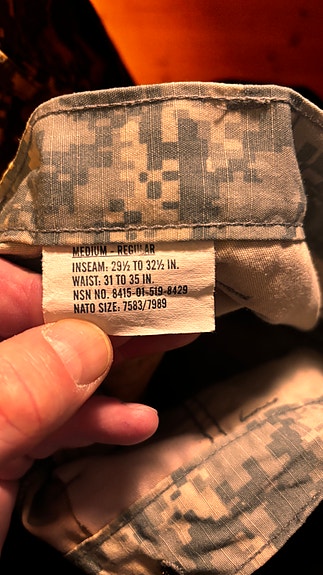 MEDIUM - REGULAR
INSEAM: 29½ TO 32½ IN.
WAIST: 31 TO 35 IN.
NSN NO. 8415-01-519-8429
NATO SIZE: 7583/7989